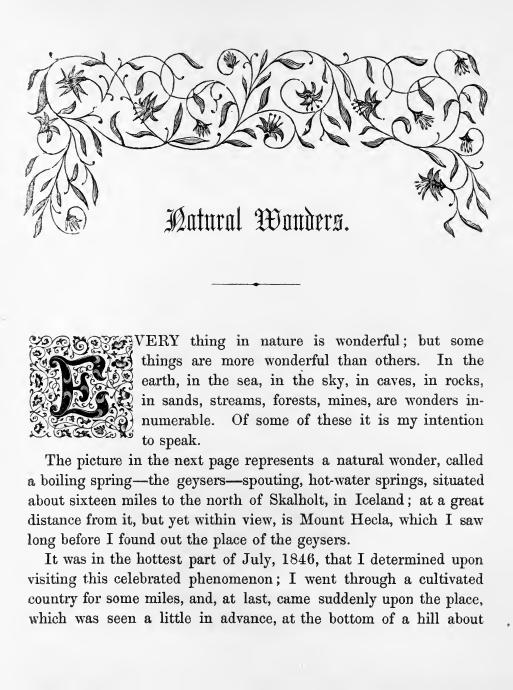 Natural Wonders.
EVERY thing in nature is wonderful; but some
things are more wonderful than others. In the
earth, in the sea, in the sky, in caves, in rocks,
in sands, streams, forests, mines, are wonders in-
numerable. Of some of these it is my intention
to speak.
The picture in the next page represents a natural wonder, called
a boiling spring—the geysers—spouting, hot-water springs, situated
about sixteen miles to the north of Skalholt, in Iceland; at a great
distance from it, but yet within view, is Mount Hecla, which I saw
long before I found out the place of the geysers.
It was in the hottest part of July, 1846, that I determined upon
visiting this celebrated phenomenon; I went through a cultivated
country for some miles, and, at last, came suddenly upon the place,
which was seen a little in advance, at the bottom of a hill about